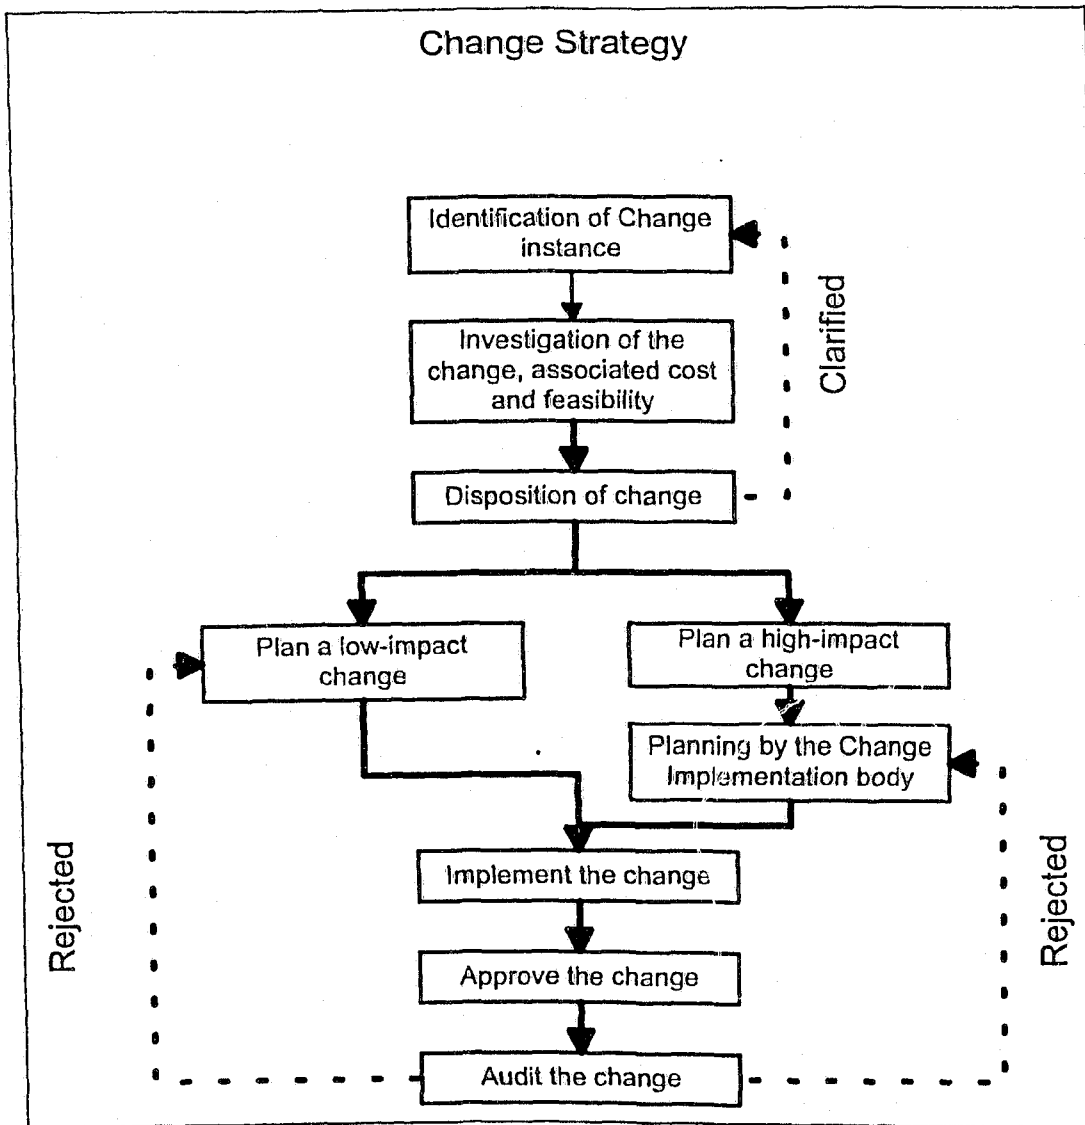 Change Strategy
Identification of Change
instance
Clarified
Investigation of the
change, associated cost
and feasibility
Disposition of change
Plan a low-impact
change
Plan a high-impact
change
Planning by the Change
Implementation body
Rejected
Implement the change
Rejected
Approve the change
Audit the change